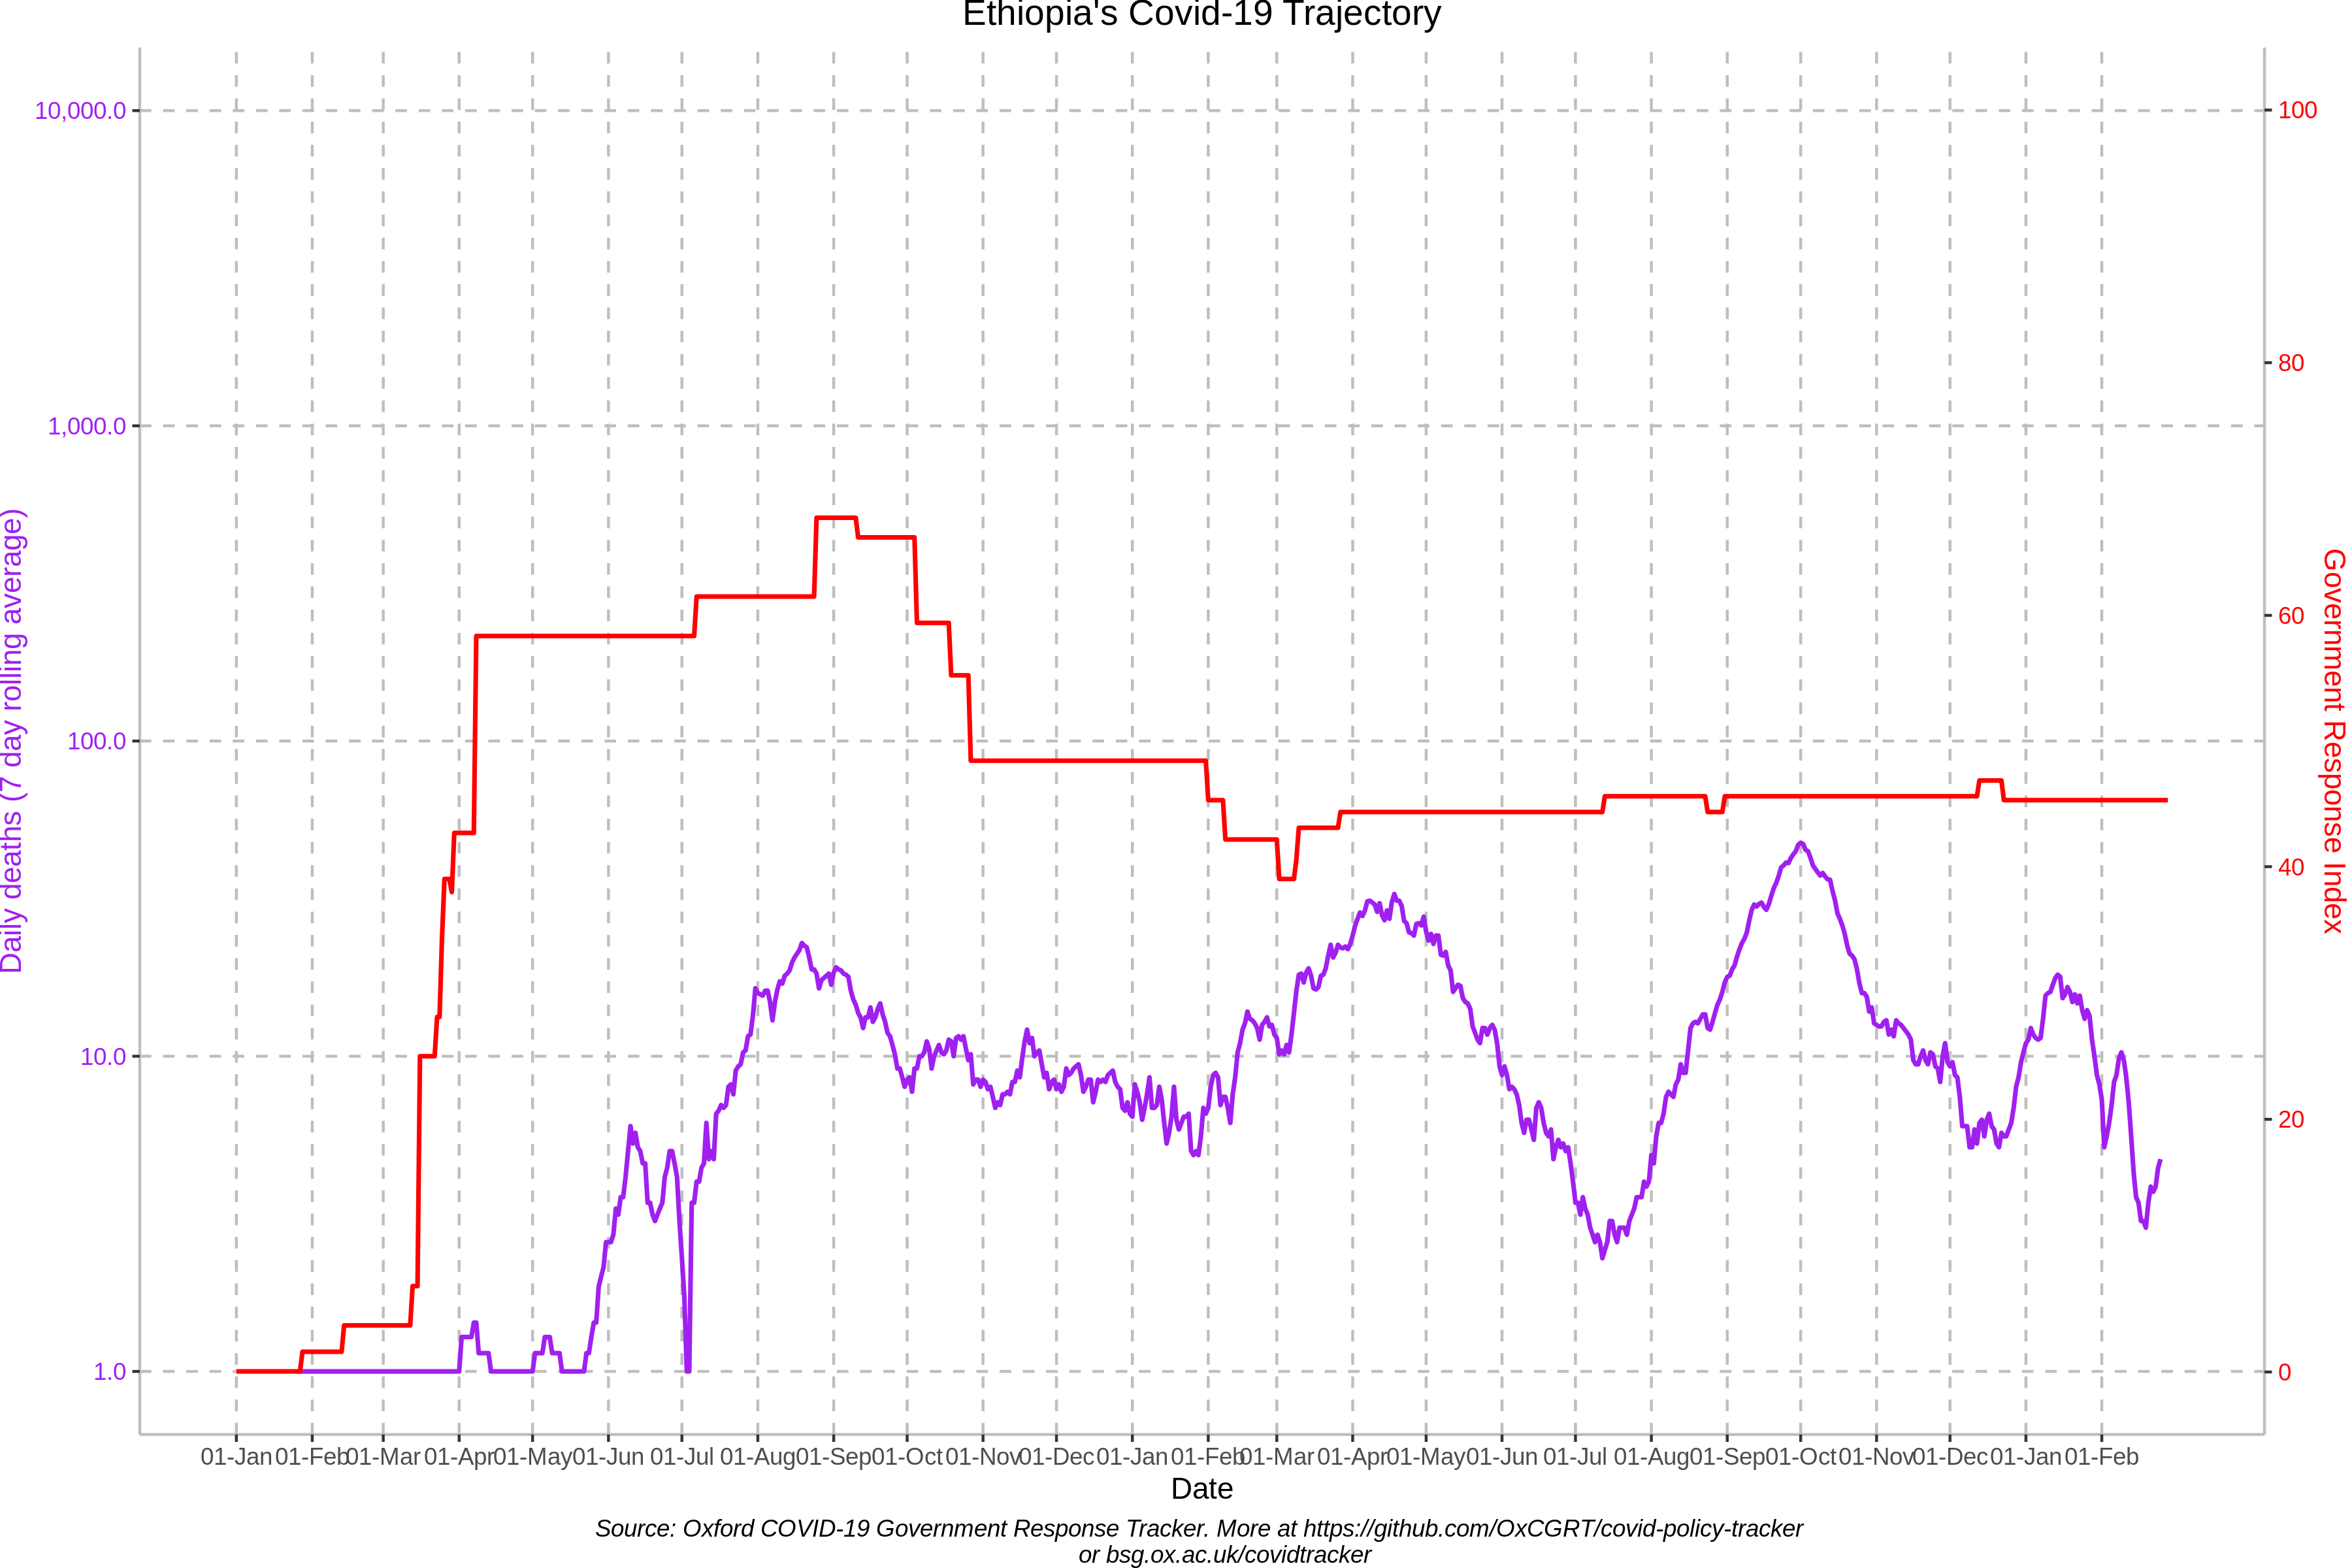 Ethiopia's Covid-19 Trajectory
10,000.0
1,000.0
100.0
10.0
1.0
Daily deaths (7 day rolling average)
100
80
60
40
20
0
Government Response Index
01-Jan 01-Feb 01-Mar 01-Apr 01-May 01-Jun 01-Jul 01-Aug 01-Sep 01-Oct 01-Nov 01-Dec 01-Jan 01-Feb 01-Mar 01-Apr 01-May 01-Jun 01-Jul 01-Aug 01-Sep 01-Oct 01-Nov 01-Dec 01-Jan 01-Feb
Date
Source: Oxford COVID-19 Government Response Tracker. More at https://github.com/OxCGRT/covid-policy-tracker
or bsg.ox.ac.uk/covidtracker